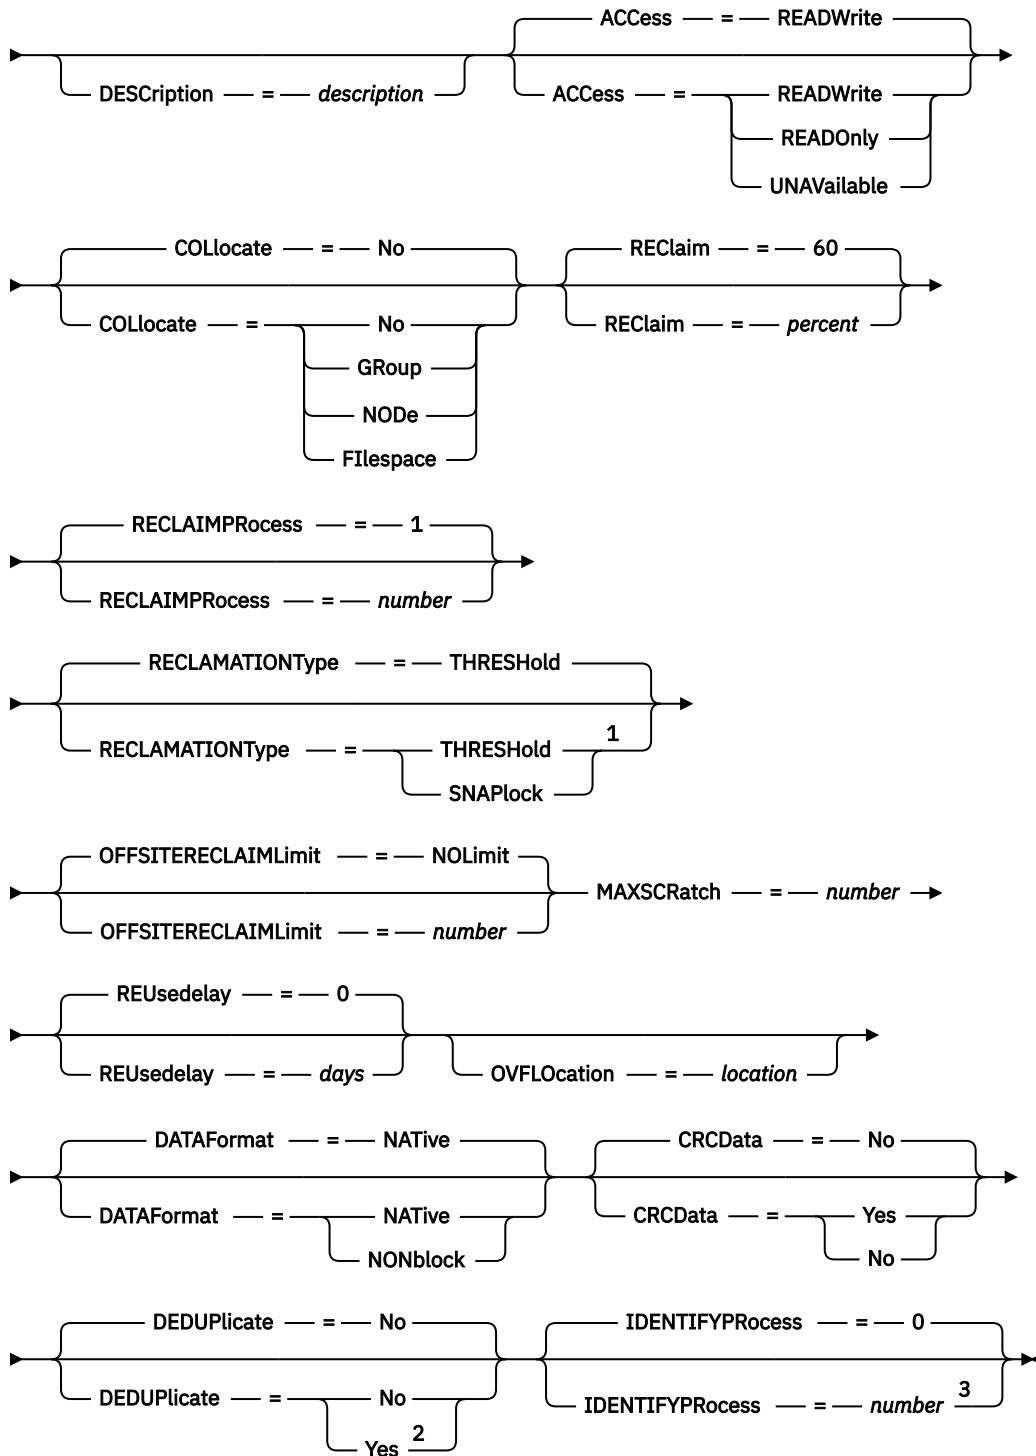 ACCess = READWrite
DESCription = description
ACCess = READWrite
READOnly
UNAVailable
COLlocate = No
REClaim = 60
COLlocate = No
REClaim = percent
GRoup
NODe
FIlespace
RECLAIMPRocess = 1
RECLAIMPRocess = number
RECLAMATIONType = THRESHold
RECLAMATIONType = THRESHold 1
SNAPlock
OFFSITERECLAIMLimit = NOLimit
MAXSCRatch = number
OFFSITERECLAIMLimit = number
REUsedelay = 0
REUsedelay = days
OVFLOcation = location
DATAFormat = NATive
CRCData = No
DATAFormat = NATive
CRCData = Yes
NONblock
No
DEDUPlicate = No
IDENTIFYPRocess = 0
DEDUPlicate = No
IDENTIFYPRocess = number 3
Yes 2